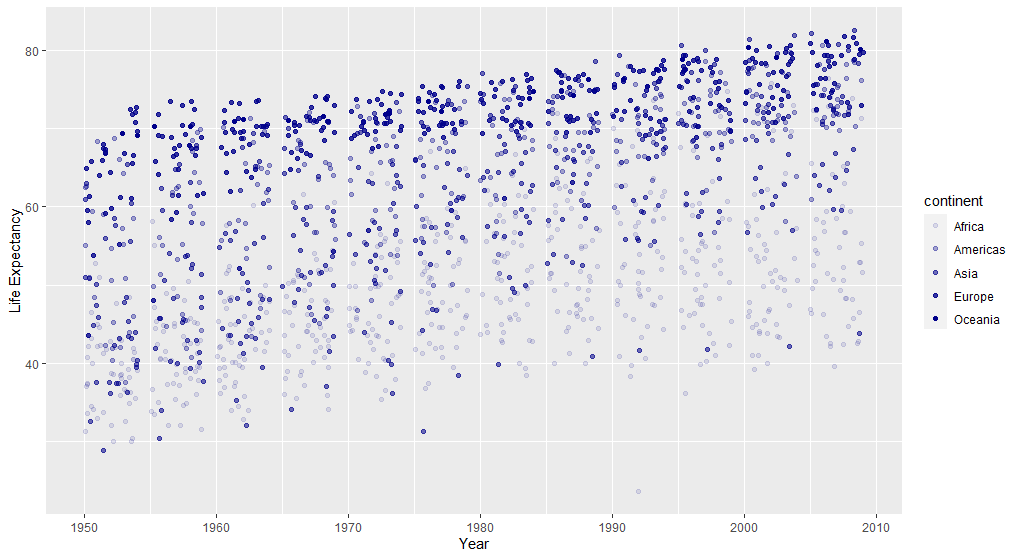 80
60
40
Life Expectancy
1950 1960 1970 1980 1990 2000 2010
Year
continent
Africa
Americas
Asia
Europe
Oceania